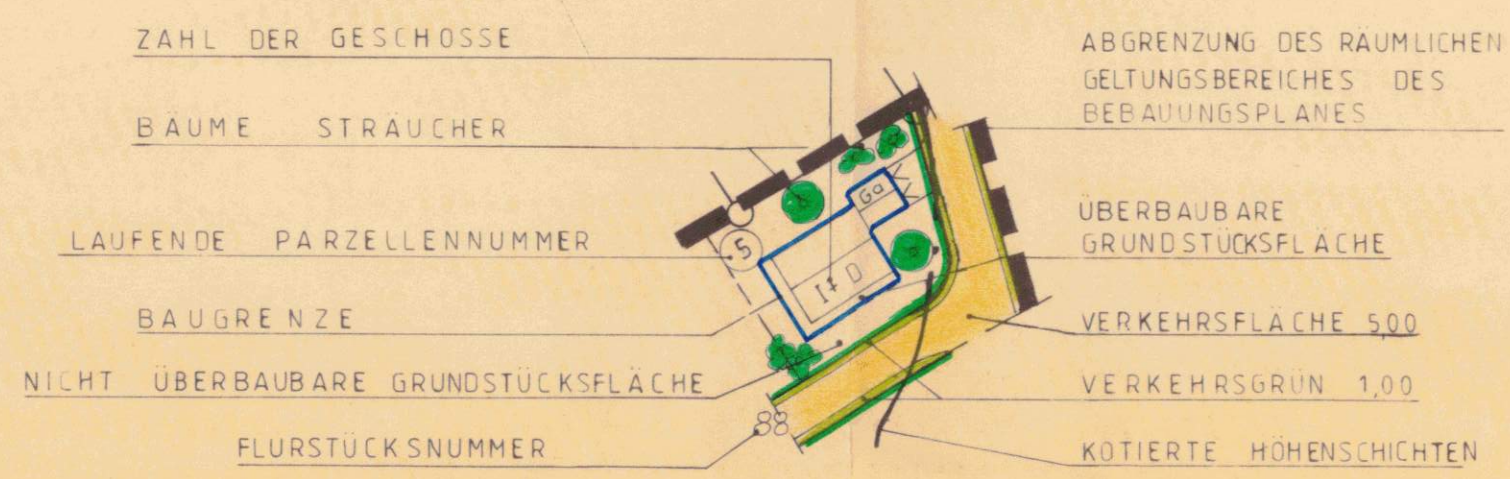 ZAHL DER GESCHOSSE
BÄUME STRÄUCHER
LAUFENDE PARZELLENNUMMER
BAUGRENZE
NICHT ÜBERBAUBARE GRUNDSTÜCKSFLÄCHE
FLURSTÜCKSNUMMER
Ga
5
I+D
88
ABGRENZUNG DES RÄUMLICHEN
GELTUNGSBEREICHES DES
BEBAUUNGSPLANES
ÜBERBAUBARE
GRUNDSTÜCKSFLÄCHE
VERKEHRSFLÄCHE 5,00
VERKEHRSGRÜN 1,00
KOTIERTE HÖHENSCHICHTEN